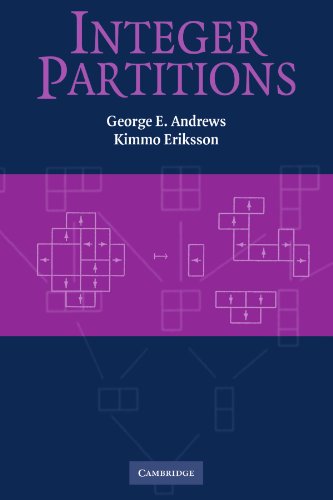 INTEGER
PARTITIONS
George E. Andrews
Kimmo Eriksson
CAMBRIDGE